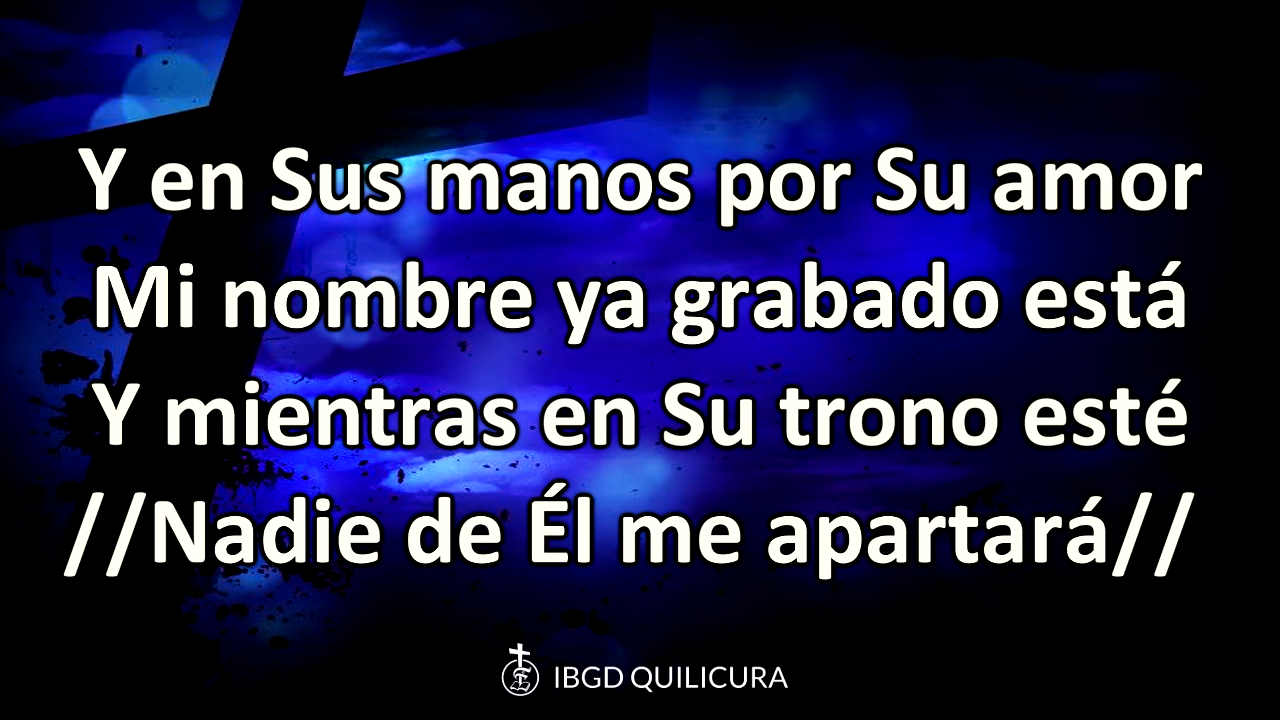 Y en Sus manos por Su amor
Mi nombre ya grabado está
Y mientras en Su trono esté
//Nadie de Él me apartará//
IBGD QUILICURA